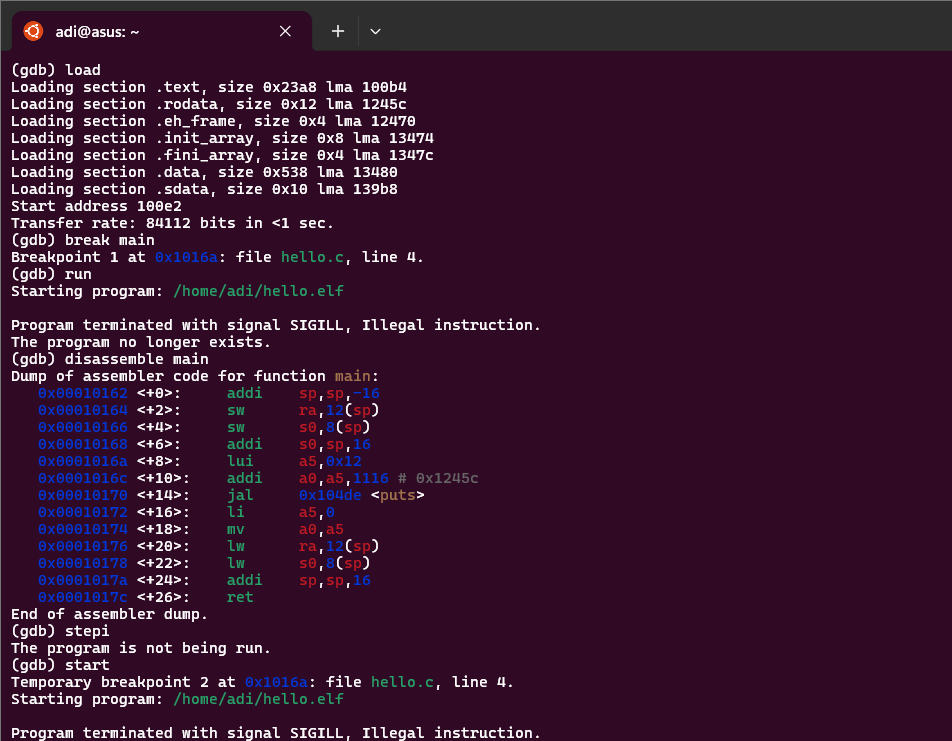 adi@asus: ~
(gdb) load
Loading section .text, size 0x23a8 lma 100b4
Loading section .rodata, size 0x12 lma 1245c
Loading section .eh_frame, size 0x4 lma 12470
Loading section .init_array, size 0x8 lma 13474
Loading section .fini_array, size 0x4 lma 1347c
Loading section .data, size 0x538 lma 13480
Loading section .sdata, size 0x10 lma 139b8
Start address 100e2
Transfer rate: 84112 bits in <1 sec.
(gdb) break main
Breakpoint 1 at 0x1016a: file hello.c, line 4.
(gdb) run
Starting program: /home/adi/hello.elf
Program terminated with signal SIGILL, Illegal instruction.
The program no longer exists.
(gdb) disassemble main
Dump of assembler code for function main:
0x00010162 <+0>: addi sp,sp,-16
0x00010164 <+2>: sw ra,12(sp)
0x00010166 <+4>: sw s0,8(sp)
0x00010168 <+6>: addi s0,sp,16
0x0001016a <+8>: lui a5,0x12
0x0001016c <+10>: addi a0,a5,1116 # 0x1245c
0x00010170 <+14>: jal 0x104de <puts>
0x00010172 <+16>: li a5,0
0x00010174 <+18>: mv a0,a5
0x00010176 <+20>: lw ra,12(sp)
0x00010178 <+22>: lw s0,8(sp)
0x0001017a <+24>: addi sp,sp,16
0x0001017c <+26>: ret
End of assembler dump.
(gdb) stepi
The program is not being run.
(gdb) start
Temporary breakpoint 2 at 0x1016a: file hello.c, line 4.
Starting program: /home/adi/hello.elf
Program terminated with signal SIGILL, Illegal instruction.